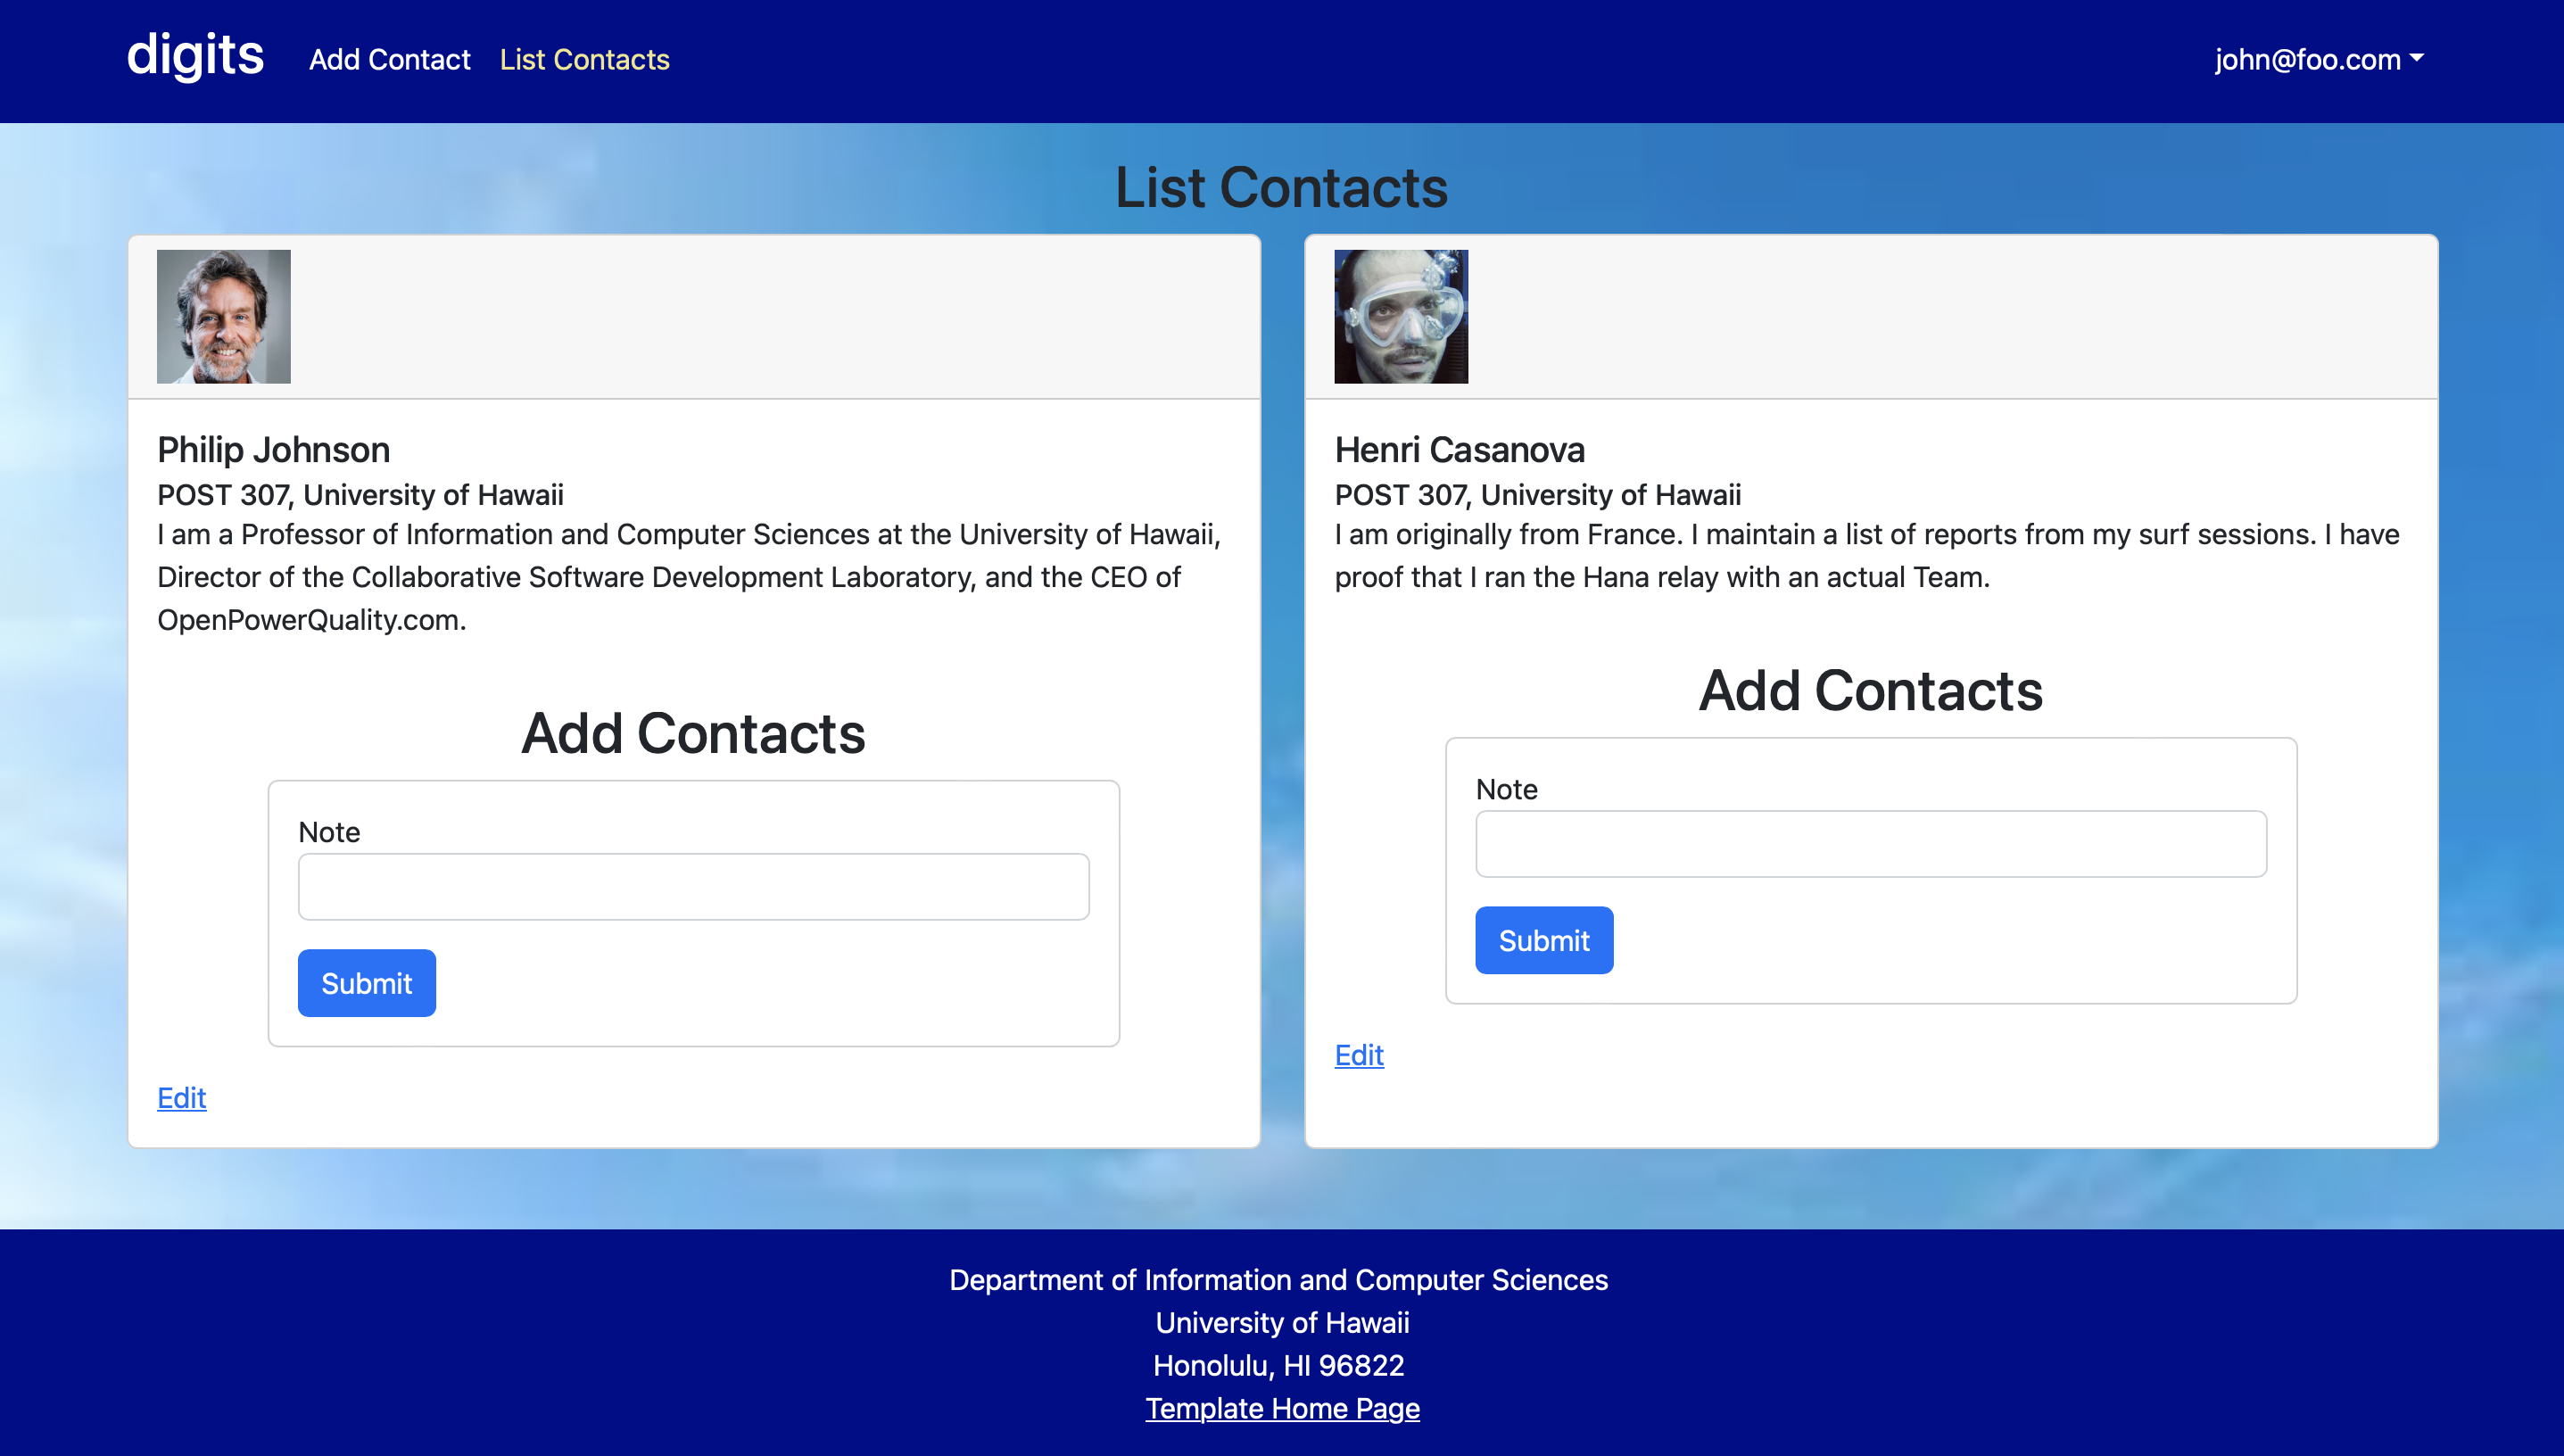 digits
Add Contact
List Contacts
john@foo.com
List Contacts
Philip Johnson
POST 307, University of Hawaii
I am a Professor of Information and Computer Sciences at the University of Hawaii,
Director of the Collaborative Software Development Laboratory, and the CEO of
OpenPowerQuality.com.
Add Contacts
Note
Submit
Edit
Henri Casanova
POST 307, University of Hawaii
I am originally from France. I maintain a list of reports from my surf sessions. I have
proof that I ran the Hana relay with an actual Team.
Add Contacts
Note
Submit
Edit
Department of Information and Computer Sciences
University of Hawaii
Honolulu, HI 96822
Template Home Page